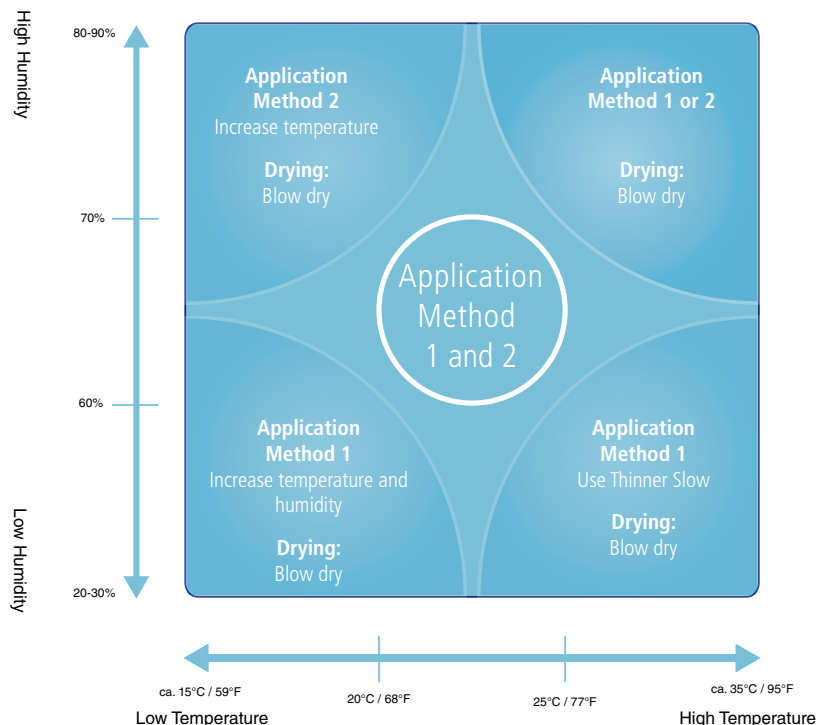 High Humidity
80-90%
70%
60%
20-30%
Low Humidity
Application
Method 2
Increase temperature
Drying:
Blow dry
Application
Method 1 or 2
Drying:
Blow dry
Application
Method
1 and 2
Application
Method 1
Increase temperature and
humidity
Drying:
Blow dry
Application
Method 1
Use Thinner Slow
Drying:
Blow dry
ca. 15°C / 59°F
20°C / 68°F
25°C / 77°F
ca. 35°C / 95°F
Low Temperature
High Temperature